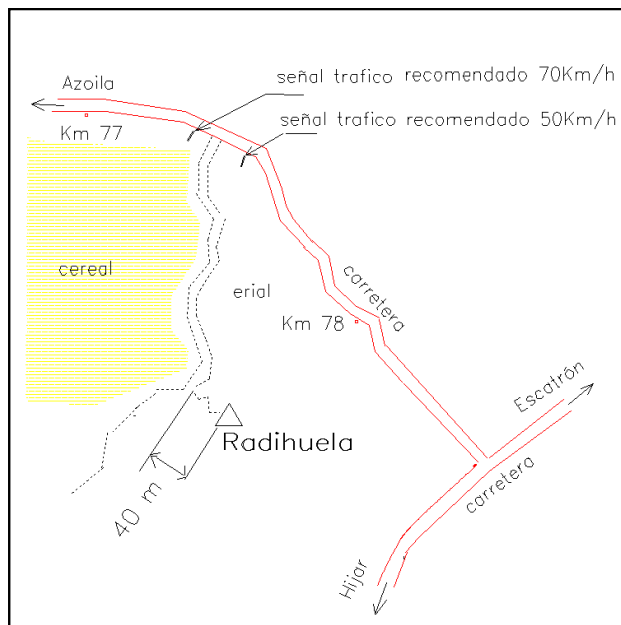 señal trafico recomendado 70Km/h
Azoila
señal trafico recomendado 50Km/h
Km 77
cereal
erial
carretera
Km 78
Escatrón
Radihuela
carretera
40 m
Hijar